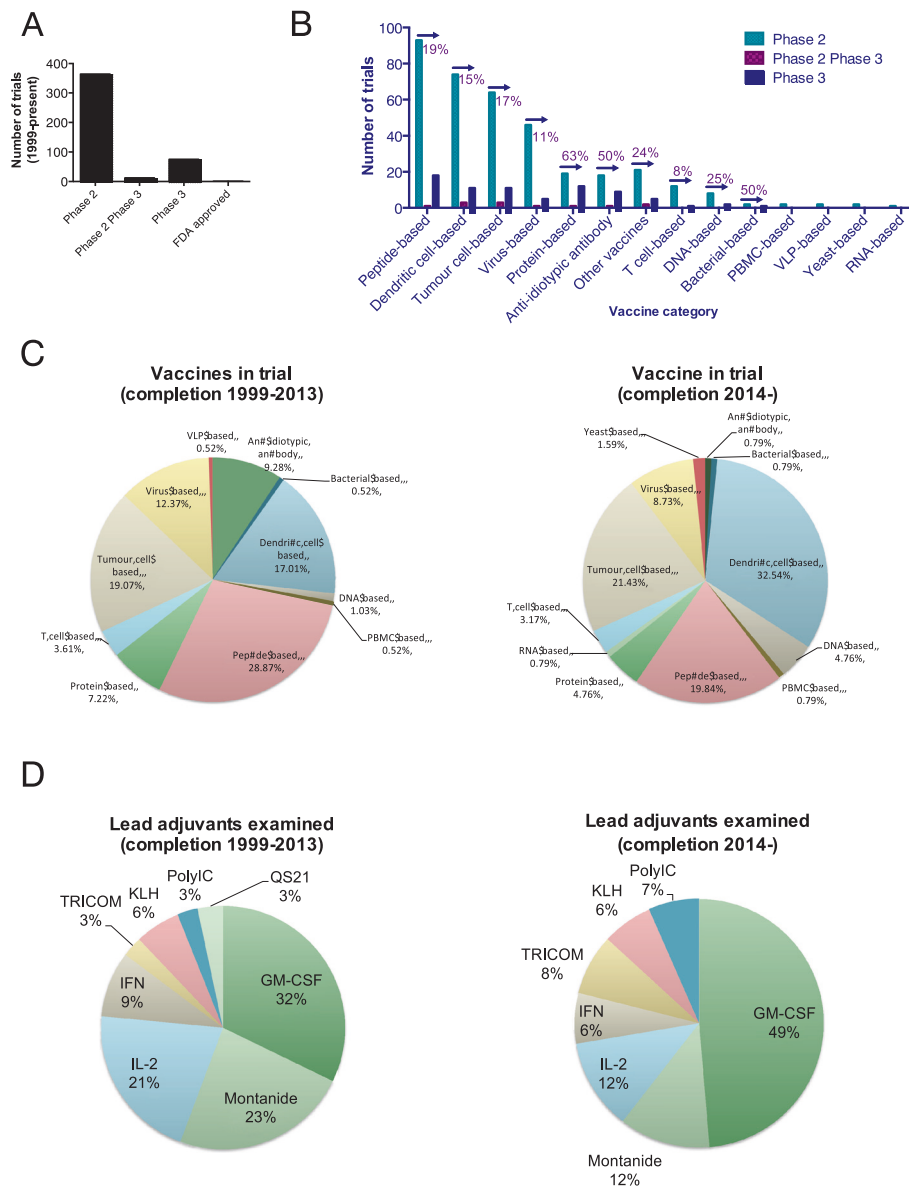 A
Number of trials
(1999-present)
400
300
200
100
0
Phase 2
Phase 2 Phase 3
Phase 3
FDA approved
B
Number of trials
100
80
60
40
20
0
19%
15%
17%
11%
63%
50%
24%
8%
25%
50%
Phase 2
Phase 2 Phase 3
Phase 3
Peptide-based
Dendritic cell-based
Tumour cell-based
Virus-based
Protein-based
Anti-idiotypic antibody
Other vaccines
T cell-based
DNA-based
Bacterial-based
PBMC-based
VLP-based
Yeast-based
RNA-based
Vaccine category
C
Vaccines in trial
(completion 1999-2013)
VLP$based,,
0.52%,
An#$diotypic,
an#body,,
9.28%,
Bacterial$based,,
0.52%,
Dendri#c,cell$
based,,
17.01%,
DNA$based,,
1.03%,
PBMC$based,,,
0.52%,
Pep#de$based,,,
28.87%,
Protein$based,,
7.22%,
T,cell$based,,,
3.61%,
Tumour,cell$
based,,,
19.07%,
Virus$based,,,
12.37%,
Vaccine in trial
(completion 2014-)
Yeast$based,,,
1.59%,
An#$diotypic,
an#body,,
0.79%,
Bacterial$based,,
0.79%,
Dendri#c,cell$based,,
32.54%,
DNA$based,,
4.76%,
PBMC$based,,,
0.79%,
Pep#de$based,,,
19.84%,
Protein$based,,
4.76%,
RNA$based,,
0.79%,
T,cell$based,,,
3.17%,
Tumour,cell$based,,,
21.43%,
Virus$based,,,
8.73%,
D
Lead adjuvants examined
(completion 1999-2013)
PolyIC
3%
QS21
3%
KLH
6%
TRICOM
3%
IFN
9%
IL-2
21%
Montanide
23%
GM-CSF
32%
Lead adjuvants examined
(completion 2014-)
PolyIC
7%
KLH
6%
TRICOM
8%
IFN
6%
IL-2
12%
Montanide
12%
GM-CSF
49%